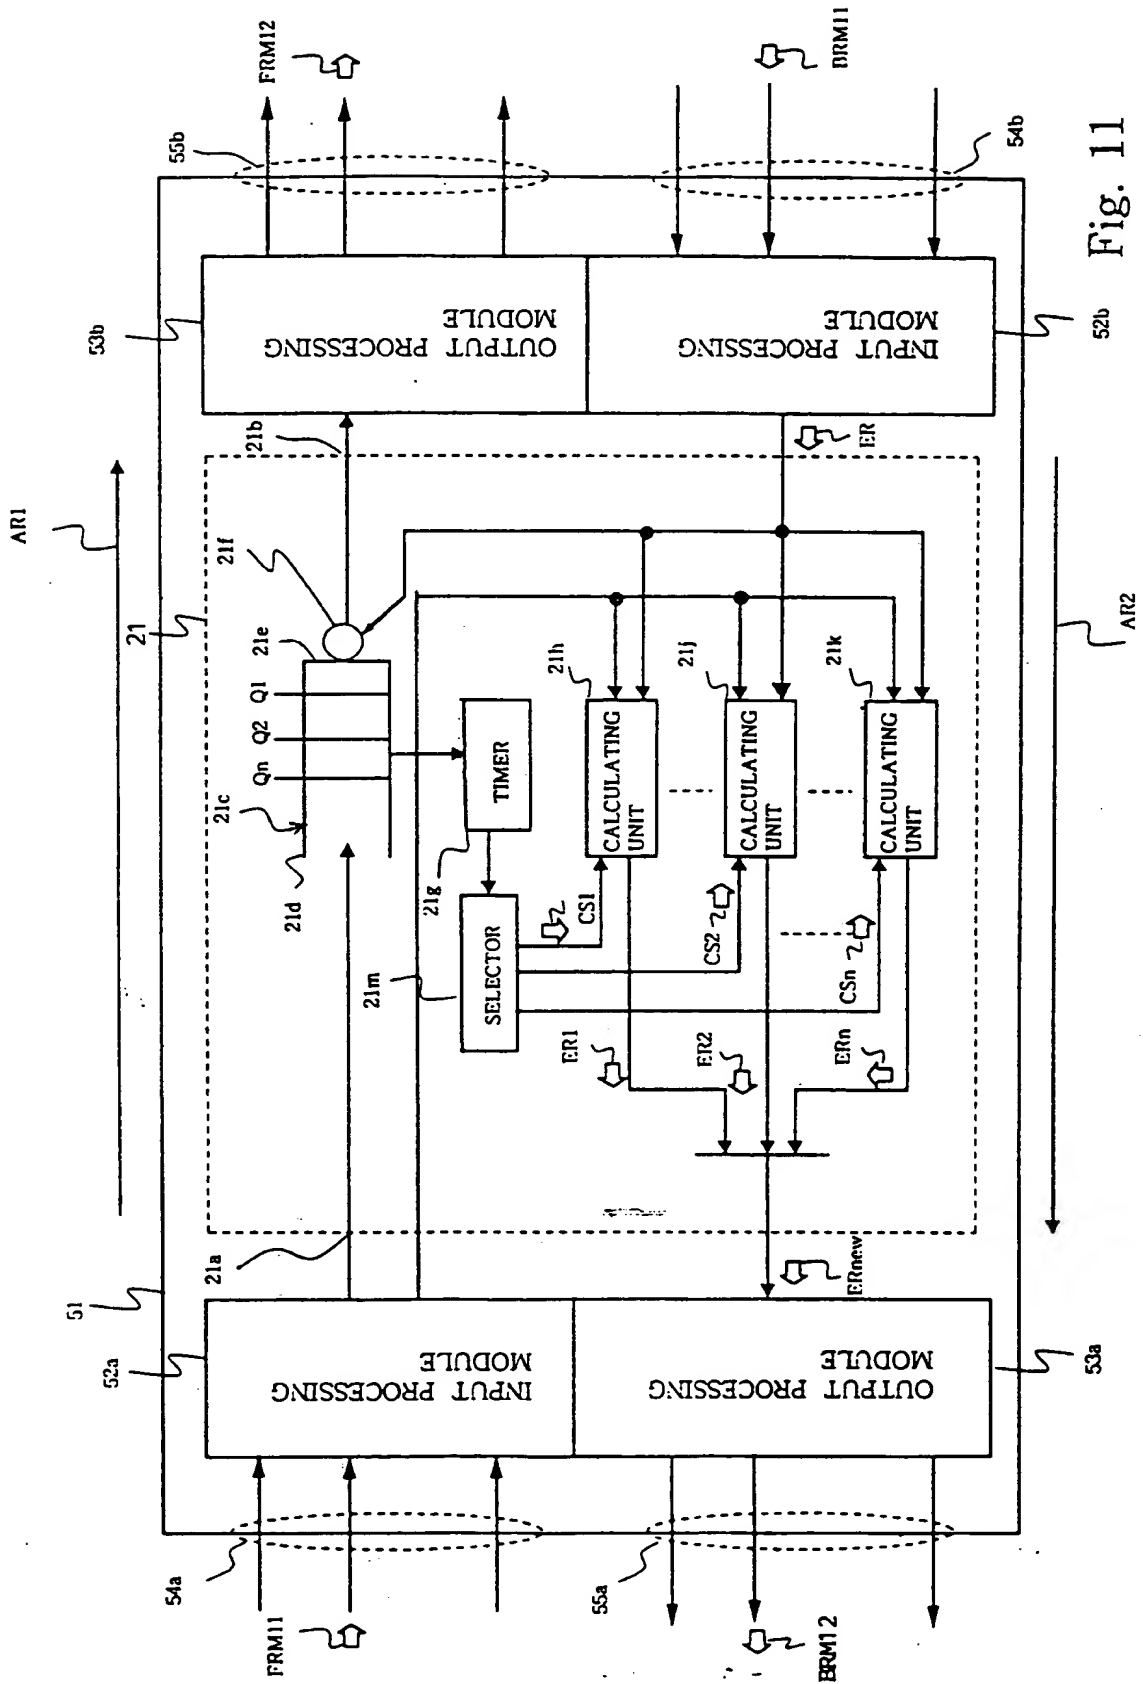 Fig. 11
AR1
AR2
51
21
54a
FRM11
52a
INPUT PROCESSING
MODULE
21a
21d
21c
Qn
Q2
Q1
21e
21f
21b
53b
OUTPUT PROCESSING
MODULE
55b
FRM12
21m
SELECTOR
21g
TIMER
CS1
CS2
CSn
21h
CALCULATING
UNIT
21j
CALCULATING
UNIT
21k
CALCULATING
UNIT
ER1
ER2
ERn
ER
ERnew
52b
INPUT PROCESSING
MODULE
54b
BRM11
53a
OUTPUT PROCESSING
MODULE
55a
BRM12